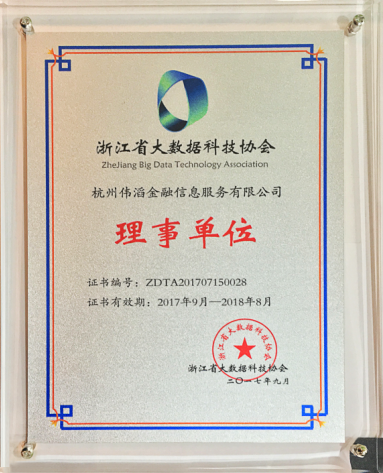 浙江省大数据科技协会
ZheJiang Big Data Technology Association
杭州伟滔金融信息服务有限公司
理事单位
证书编号：ZDTA201707150028
证书有效期：2017年9月—2018年8月
浙江省大数据科技协会
浙江省大数据科技协会
二〇一七年九月